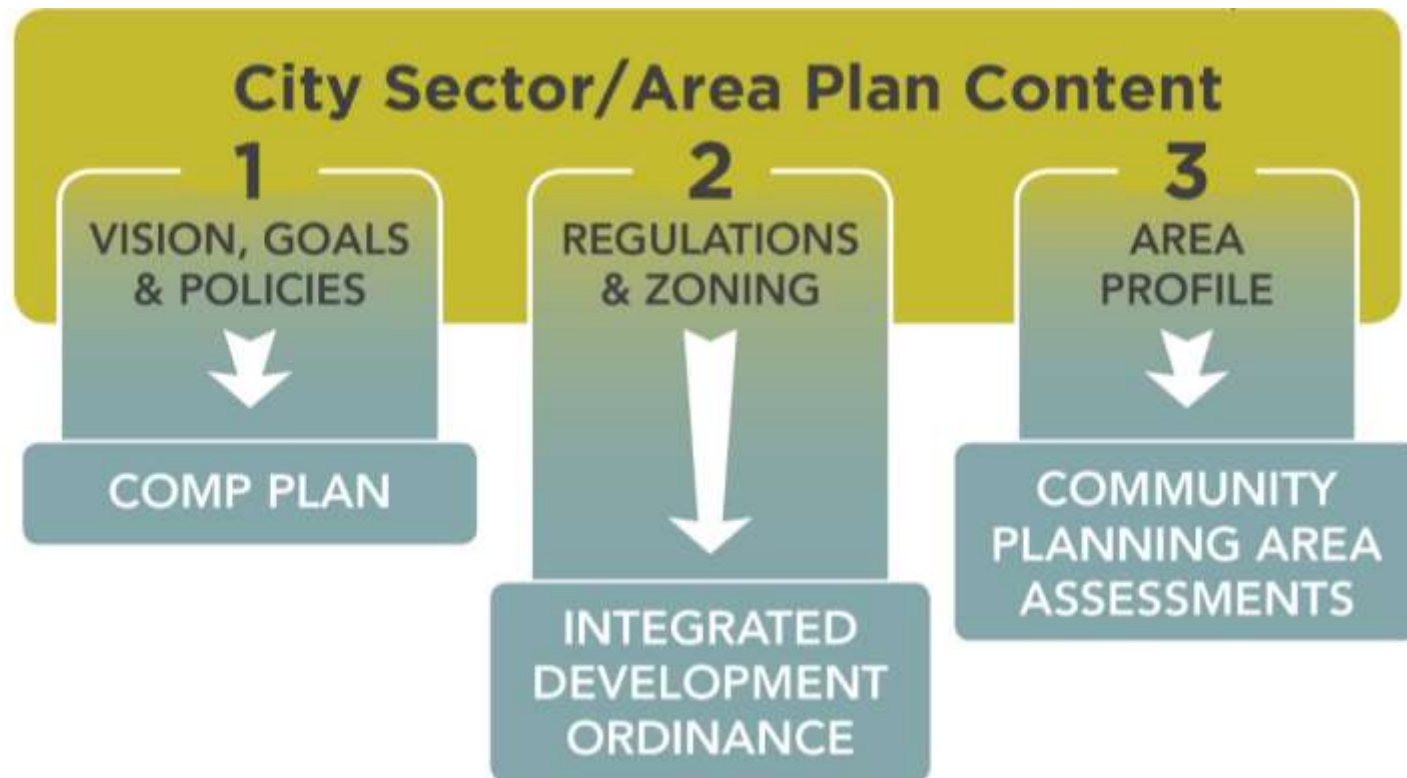 City Sector/Area Plan Content
1
VISION, GOALS
& POLICIES
COMP PLAN
2
REGULATIONS
& ZONING
INTEGRATED
DEVELOPMENT
ORDINANCE
3
AREA
PROFILE
COMMUNITY
PLANNING AREA
ASSESSMENTS